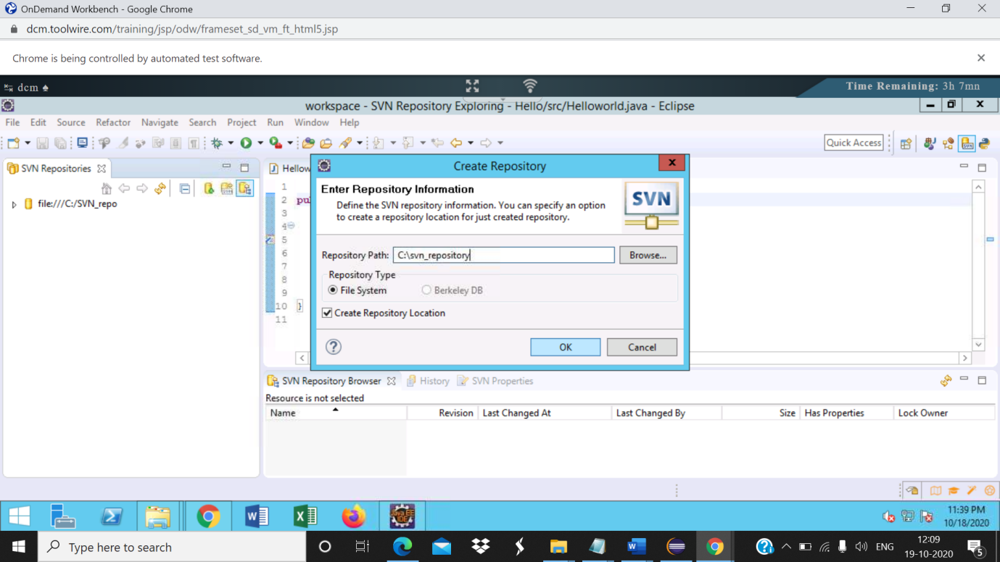 OnDemand Workbench - Google Chrome
dcm.toolwire.com/training/jsp/odw/frameset_sd_vm_ft_html5.jsp
Chrome is being controlled by automated test software.
dcm
Time Remaining: 3h 7mn
workspace - SVN Repository Exploring - Hello/src/Helloworld.java - Eclipse
File Edit Source Refactor Navigate Search Project Run Window Help
Quick Access
SVN Repositories
file:///C:/SVN_repo
Hellow
1
2 pu
3
4
5
6
7
8
9
10 }
11
Create Repository
Enter Repository Information
Define the SVN repository information. You can specify an option
to create a repository location for just created repository.
SVN
Repository Path: C:\svn_repository Browse...
Repository Type
File System Berkeley DB
Create Repository Location
? OK Cancel
SVN Repository Browser History SVN Properties
Resource is not selected
Name Revision Last Changed At Last Changed By Size Has Properties Lock Owner
Java EE
IDE
11:39 PM
10/18/2020
Type here to search
ENG
12:09
19-10-2020
5